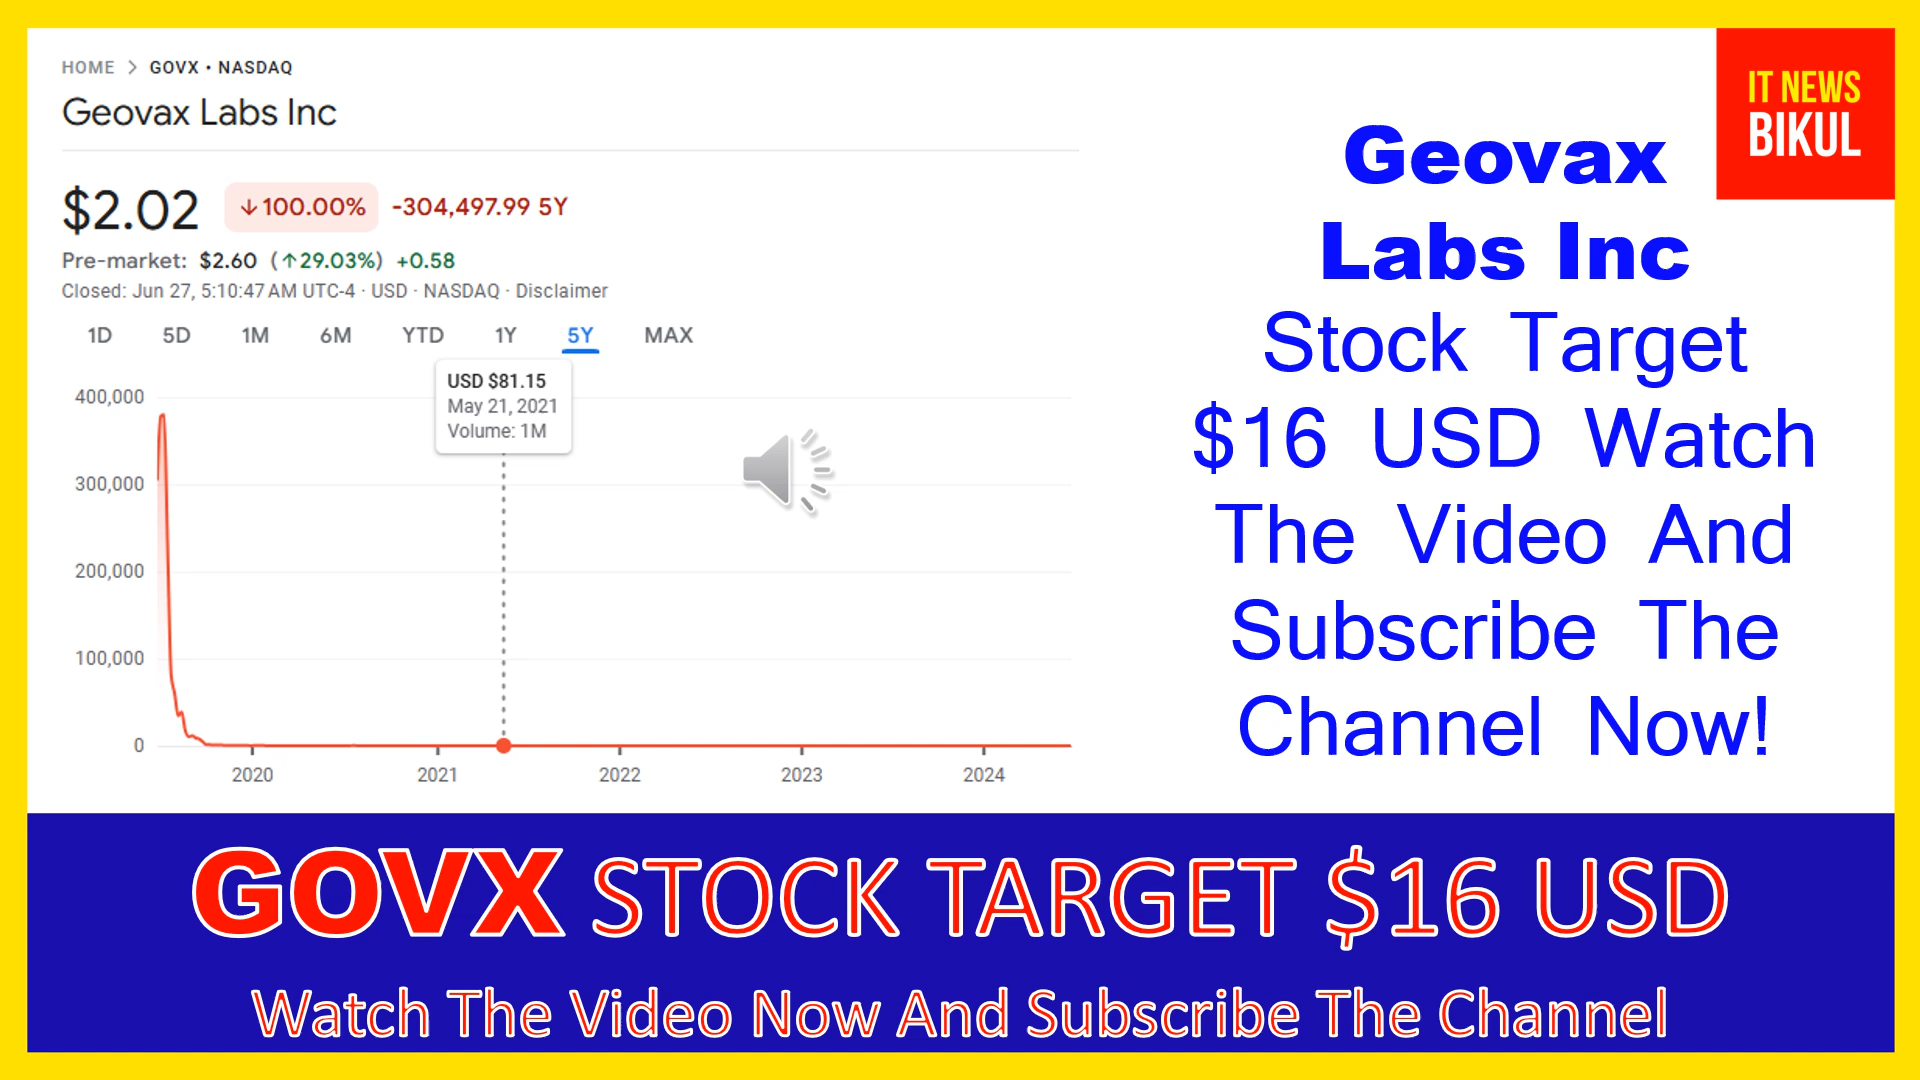 HOME > GOVX • NASDAQ
Geovax Labs Inc
$2.02 ↓100.00% -304,497.99 5Y
Pre-market: $2.60 (↑29.03%) +0.58
Closed: Jun 27, 5:10:47 AM UTC-4 · USD · NASDAQ · Disclaimer
1D 5D 1M 6M YTD 1Y 5Y MAX
USD $81.15
May 21, 2021
Volume: 1M
400,000
300,000
200,000
100,000
0
2020 2021 2022 2023 2024
IT NEWS
BIKUL
Geovax
Labs Inc
Stock Target
$16 USD Watch
The Video And
Subscribe The
Channel Now!
GOVX STOCK TARGET $16 USD
Watch The Video Now And Subscribe The Channel